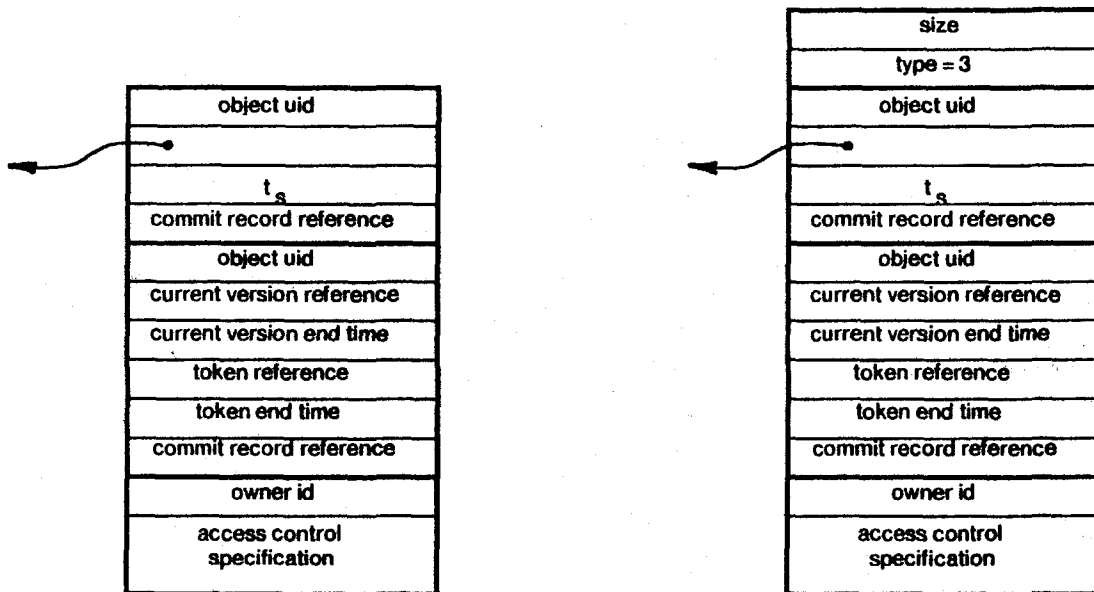 object uid
t s
commit record reference
object uid
current version reference
current version end time
token reference
token end time
commit record reference
owner id
access control
specification
size
type = 3
object uid
t s
commit record reference
object uid
current version reference
current version end time
token reference
token end time
commit record reference
owner id
access control
specification